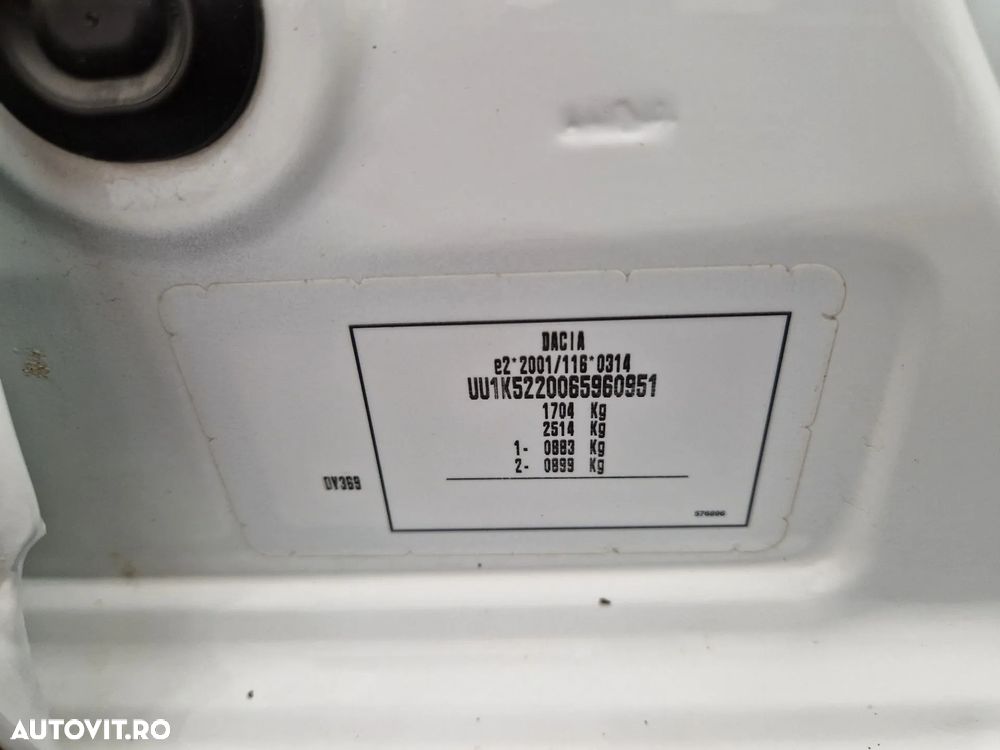 DACIA
e2*2001/116*0314
UU1K5220065960951
1704 Kg
2514 Kg
1- 0883 Kg
2- 0899 Kg
DV369
AUTOVIT.RO